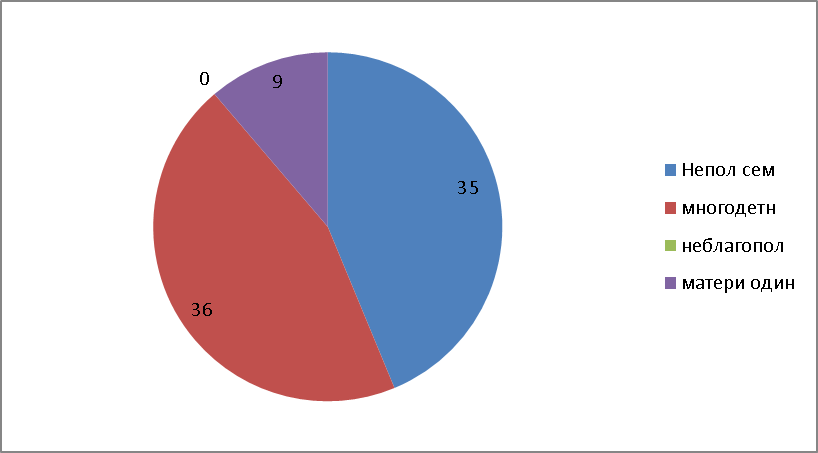 0
9
35
36
Непол сем
многодетн
неблагопол
матери один